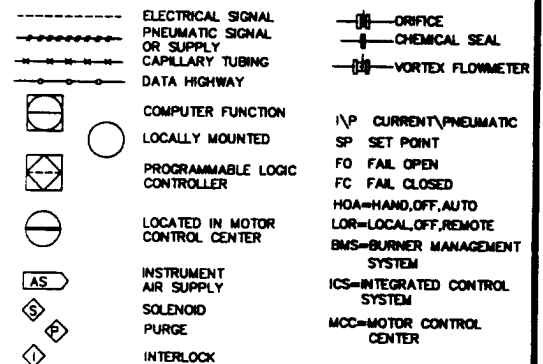 ELECTRICAL SIGNAL
PNEUMATIC SIGNAL
OR SUPPLY
CAPILLARY TUBING
DATA HIGHWAY
COMPUTER FUNCTION
LOCALLY MOUNTED
PROGRAMMABLE LOGIC
CONTROLLER
LOCATED IN MOTOR
CONTROL CENTER
AS
INSTRUMENT
AIR SUPPLY
S
SOLENOID
P
PURGE
I
INTERLOCK
ORIFICE
CHEMICAL SEAL
VORTEX FLOWMETER
I\P CURRENT\PNEUMATIC
SP SET POINT
FO FAIL OPEN
FC FAIL CLOSED
HOA=HAND,OFF,AUTO
LOR=LOCAL,OFF,REMOTE
BMS=BURNER MANAGEMENT
SYSTEM
ICS=INTEGRATED CONTROL
SYSTEM
MCC=MOTOR CONTROL
CENTER